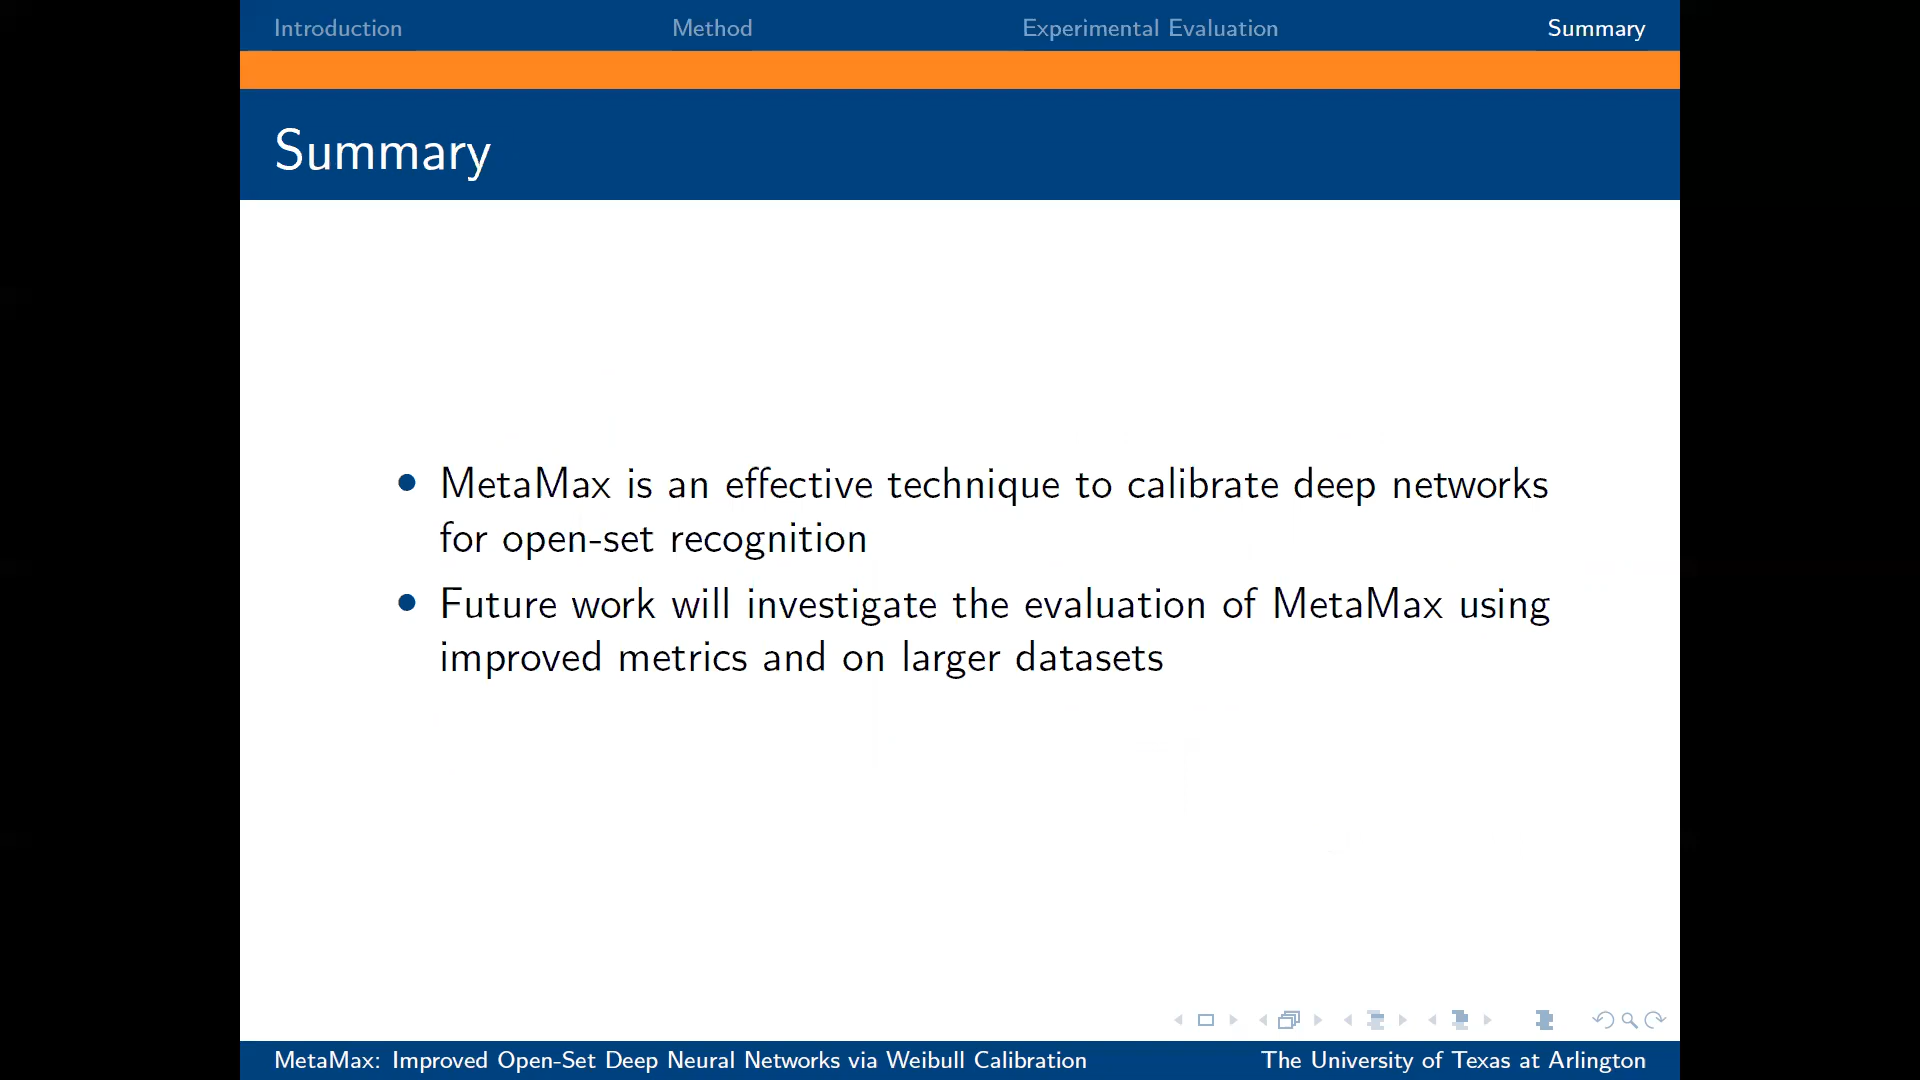 Introduction Method Experimental Evaluation Summary
Summary
• MetaMax is an effective technique to calibrate deep networks
for open-set recognition
• Future work will investigate the evaluation of MetaMax using
improved metrics and on larger datasets
MetaMax: Improved Open-Set Deep Neural Networks via Weibull Calibration The University of Texas at Arlington